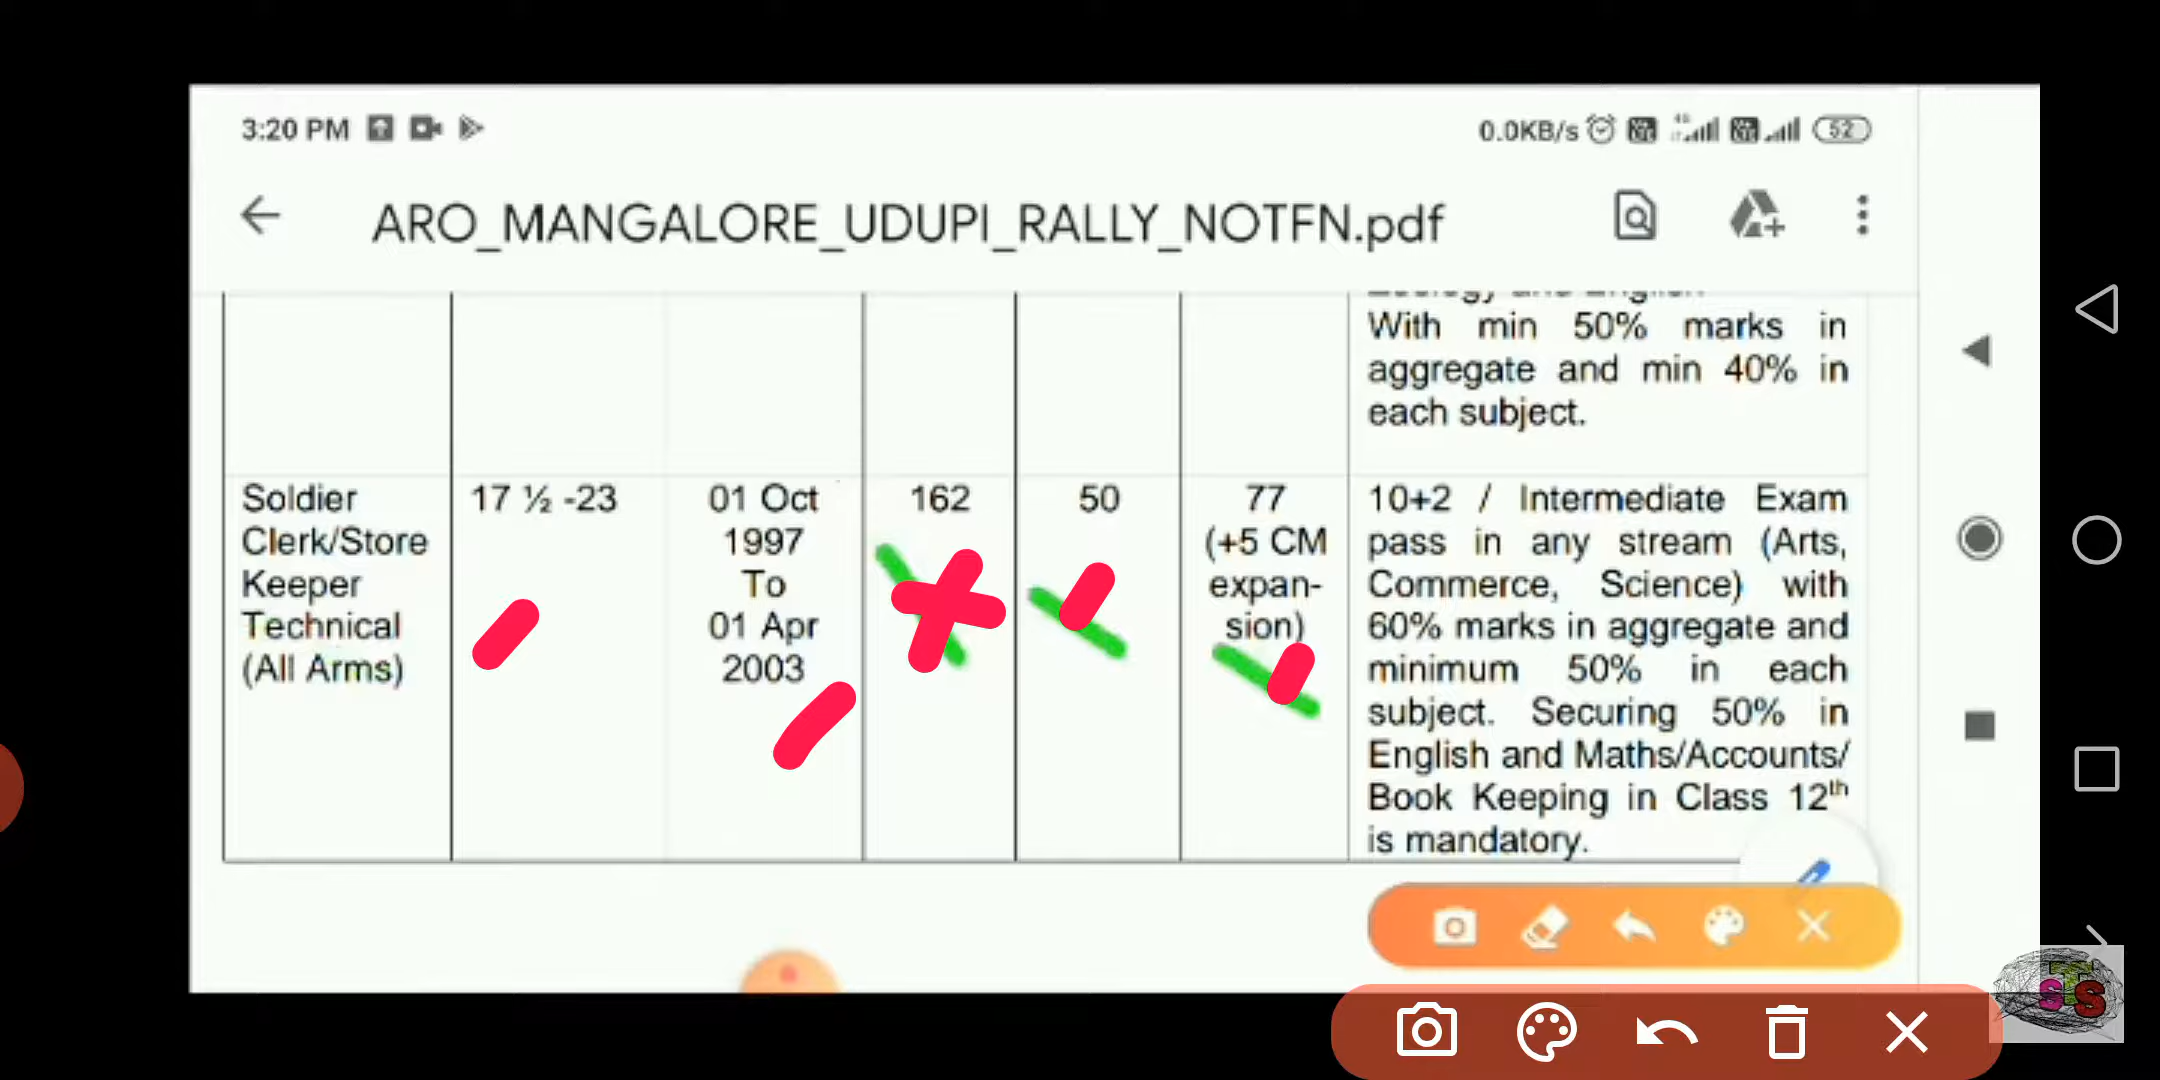 3:20 PM
0.0KB/s
52
ARO_MANGALORE_UDUPI_RALLY_NOTFN.pdf
With min 50% marks in
aggregate and min 40% in
each subject.
Soldier
Clerk/Store
Keeper
Technical
(All Arms)
17 ½ -23
01 Oct
1997
To
01 Apr
2003
162
50
77
(+5 CM
expan-
sion)
10+2 / Intermediate Exam
pass in any stream (Arts,
Commerce, Science) with
60% marks in aggregate and
minimum 50% in each
subject. Securing 50% in
English and Maths/Accounts/
Book Keeping in Class 12th
is mandatory.